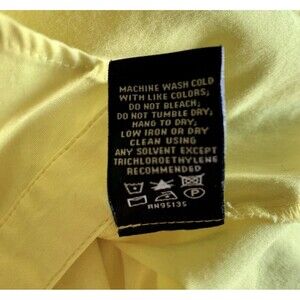 MACHINE WASH COLD
WITH LIKE COLORS;
DO NOT BLEACH;
DO NOT TUMBLE DRY;
HANG TO DRY;
LOW IRON OR DRY
CLEAN USING
ANY SOLVENT EXCEPT
TRICHLOROETHYLENE
RECOMMENDED
P
RN95135